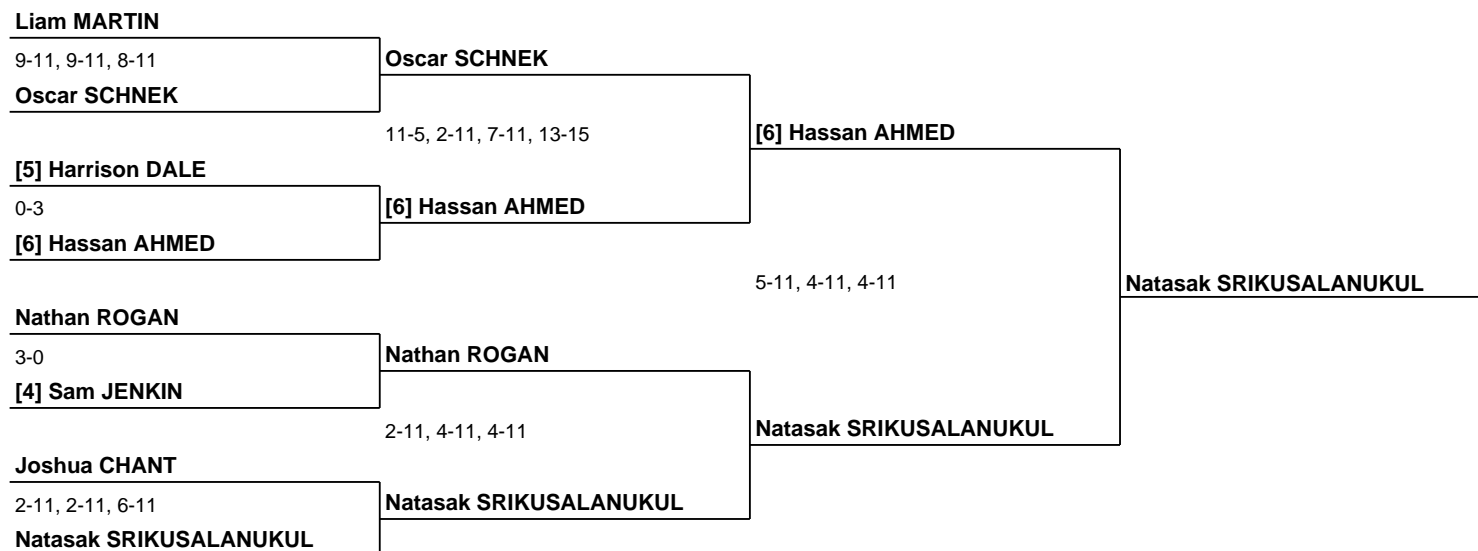 Liam MARTIN
9-11, 9-11, 8-11
Oscar SCHNEK
Oscar SCHNEK
11-5, 2-11, 7-11, 13-15
[6] Hassan AHMED
[5] Harrison DALE
0-3
[6] Hassan AHMED
[6] Hassan AHMED
5-11, 4-11, 4-11
Natasak SRIKUSALANUKUL
Nathan ROGAN
3-0
Nathan ROGAN
[4] Sam JENKIN
2-11, 4-11, 4-11
Natasak SRIKUSALANUKUL
Joshua CHANT
2-11, 2-11, 6-11
Natasak SRIKUSALANUKUL
Natasak SRIKUSALANUKUL